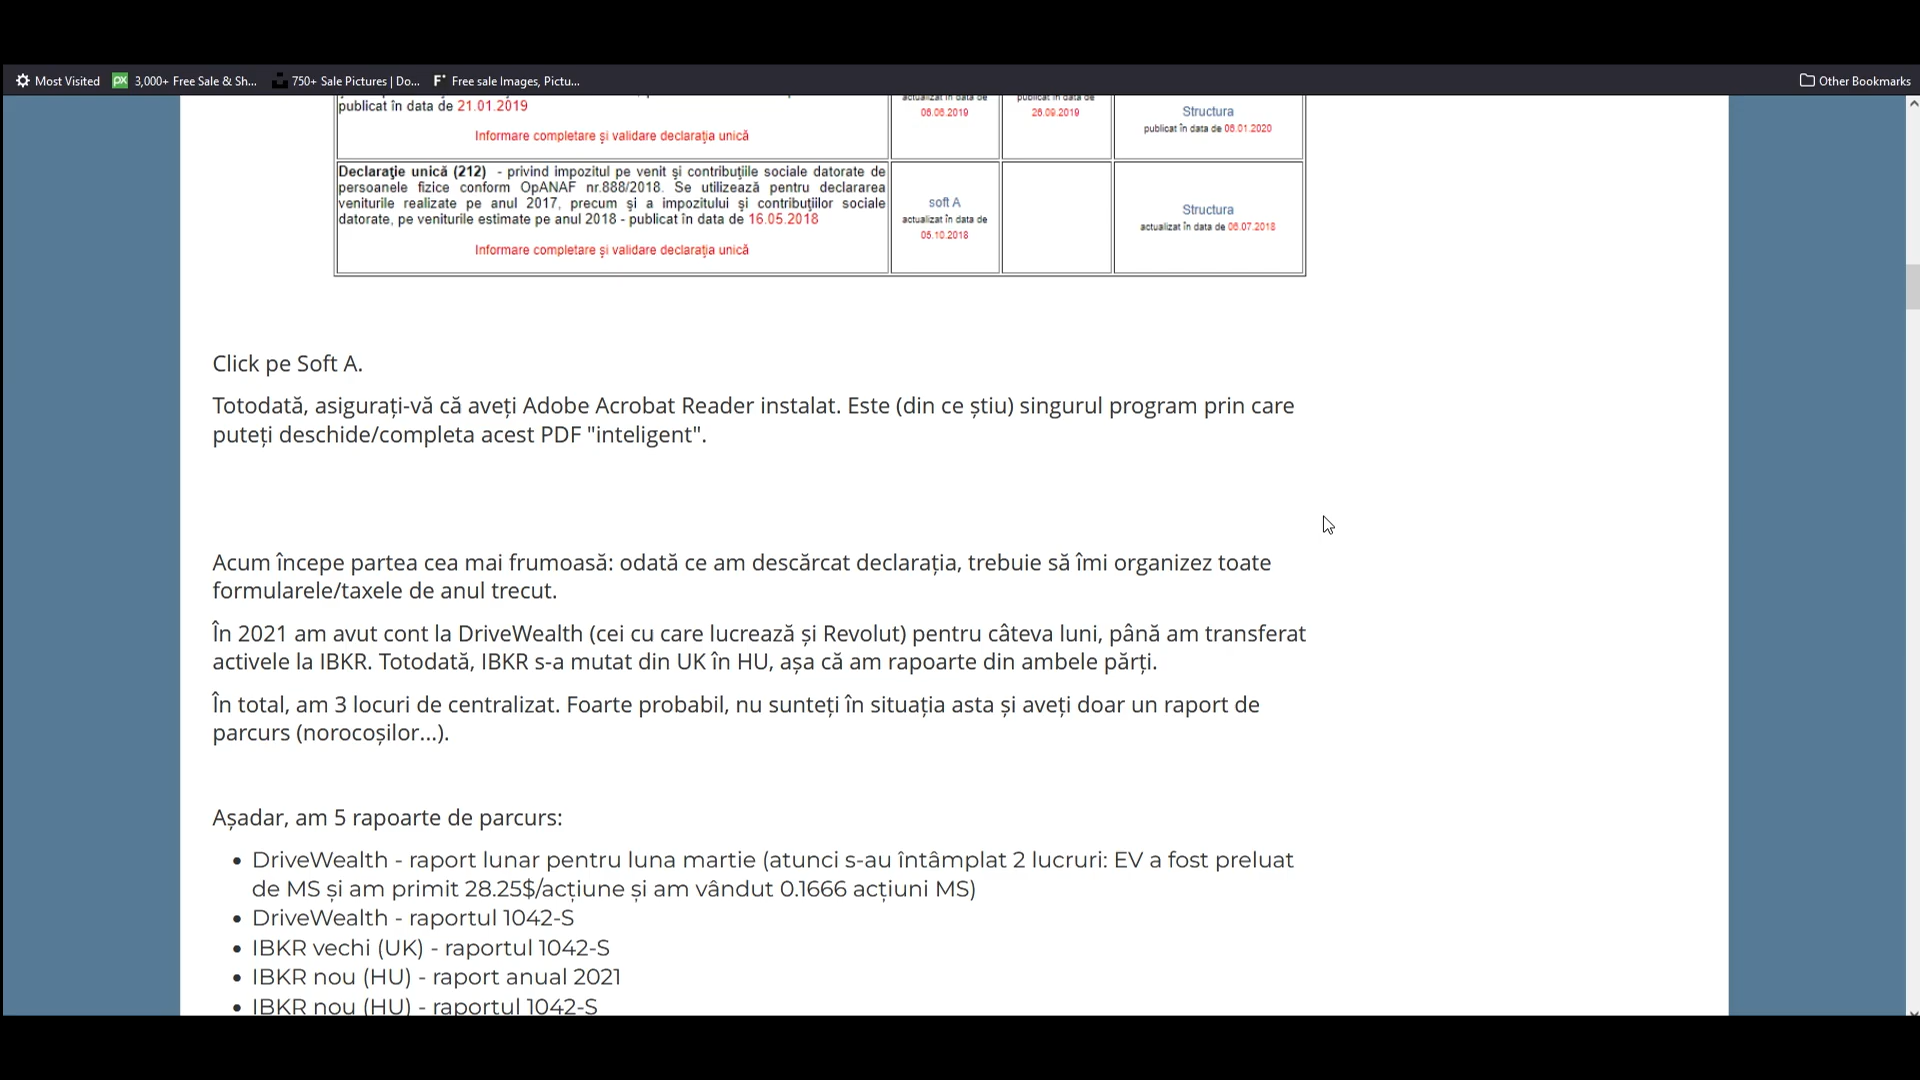 Most Visited
3,000+ Free Sale & Sh...
750+ Sale Pictures | Do...
Free sale Images, Pictu...
Other Bookmarks
publicat în data de 21.01.2019
Informare completare și validare declarația unică
actualizat în data de
06.06.2019
publicat în data de
26.09.2019
Structura
publicat în data de 08.01.2020
Declarație unică (212) - privind impozitul pe venit și contribuțiile sociale datorate de
persoanele fizice conform OpANAF nr.888/2018. Se utilizează pentru declararea
veniturile realizate pe anul 2017, precum și a impozitului și contribuțiilor sociale
datorate, pe veniturile estimate pe anul 2018 - publicat în data de 16.05.2018
Informare completare și validare declarația unică
soft A
actualizat în data de
05.10.2018
Structura
actualizat în data de 06.07.2018
Click pe Soft A.
Totodată, asigurați-vă că aveți Adobe Acrobat Reader instalat. Este (din ce știu) singurul program prin care
puteți deschide/completa acest PDF "inteligent".
Acum începe partea cea mai frumoasă: odată ce am descărcat declarația, trebuie să îmi organizez toate
formularele/taxele de anul trecut.
În 2021 am avut cont la DriveWealth (cei cu care lucrează și Revolut) pentru câteva luni, până am transferat
activele la IBKR. Totodată, IBKR s-a mutat din UK în HU, așa că am rapoarte din ambele părți.
În total, am 3 locuri de centralizat. Foarte probabil, nu sunteți în situația asta și aveți doar un raport de
parcurs (norocoșilor...).
Așadar, am 5 rapoarte de parcurs:
• DriveWealth - raport lunar pentru luna martie (atunci s-au întâmplat 2 lucruri: EV a fost preluat
de MS și am primit 28.25$/acțiune și am vândut 0.1666 acțiuni MS)
• DriveWealth - raportul 1042-S
• IBKR vechi (UK) - raportul 1042-S
• IBKR nou (HU) - raport anual 2021
• IBKR nou (HU) - raportul 1042-S